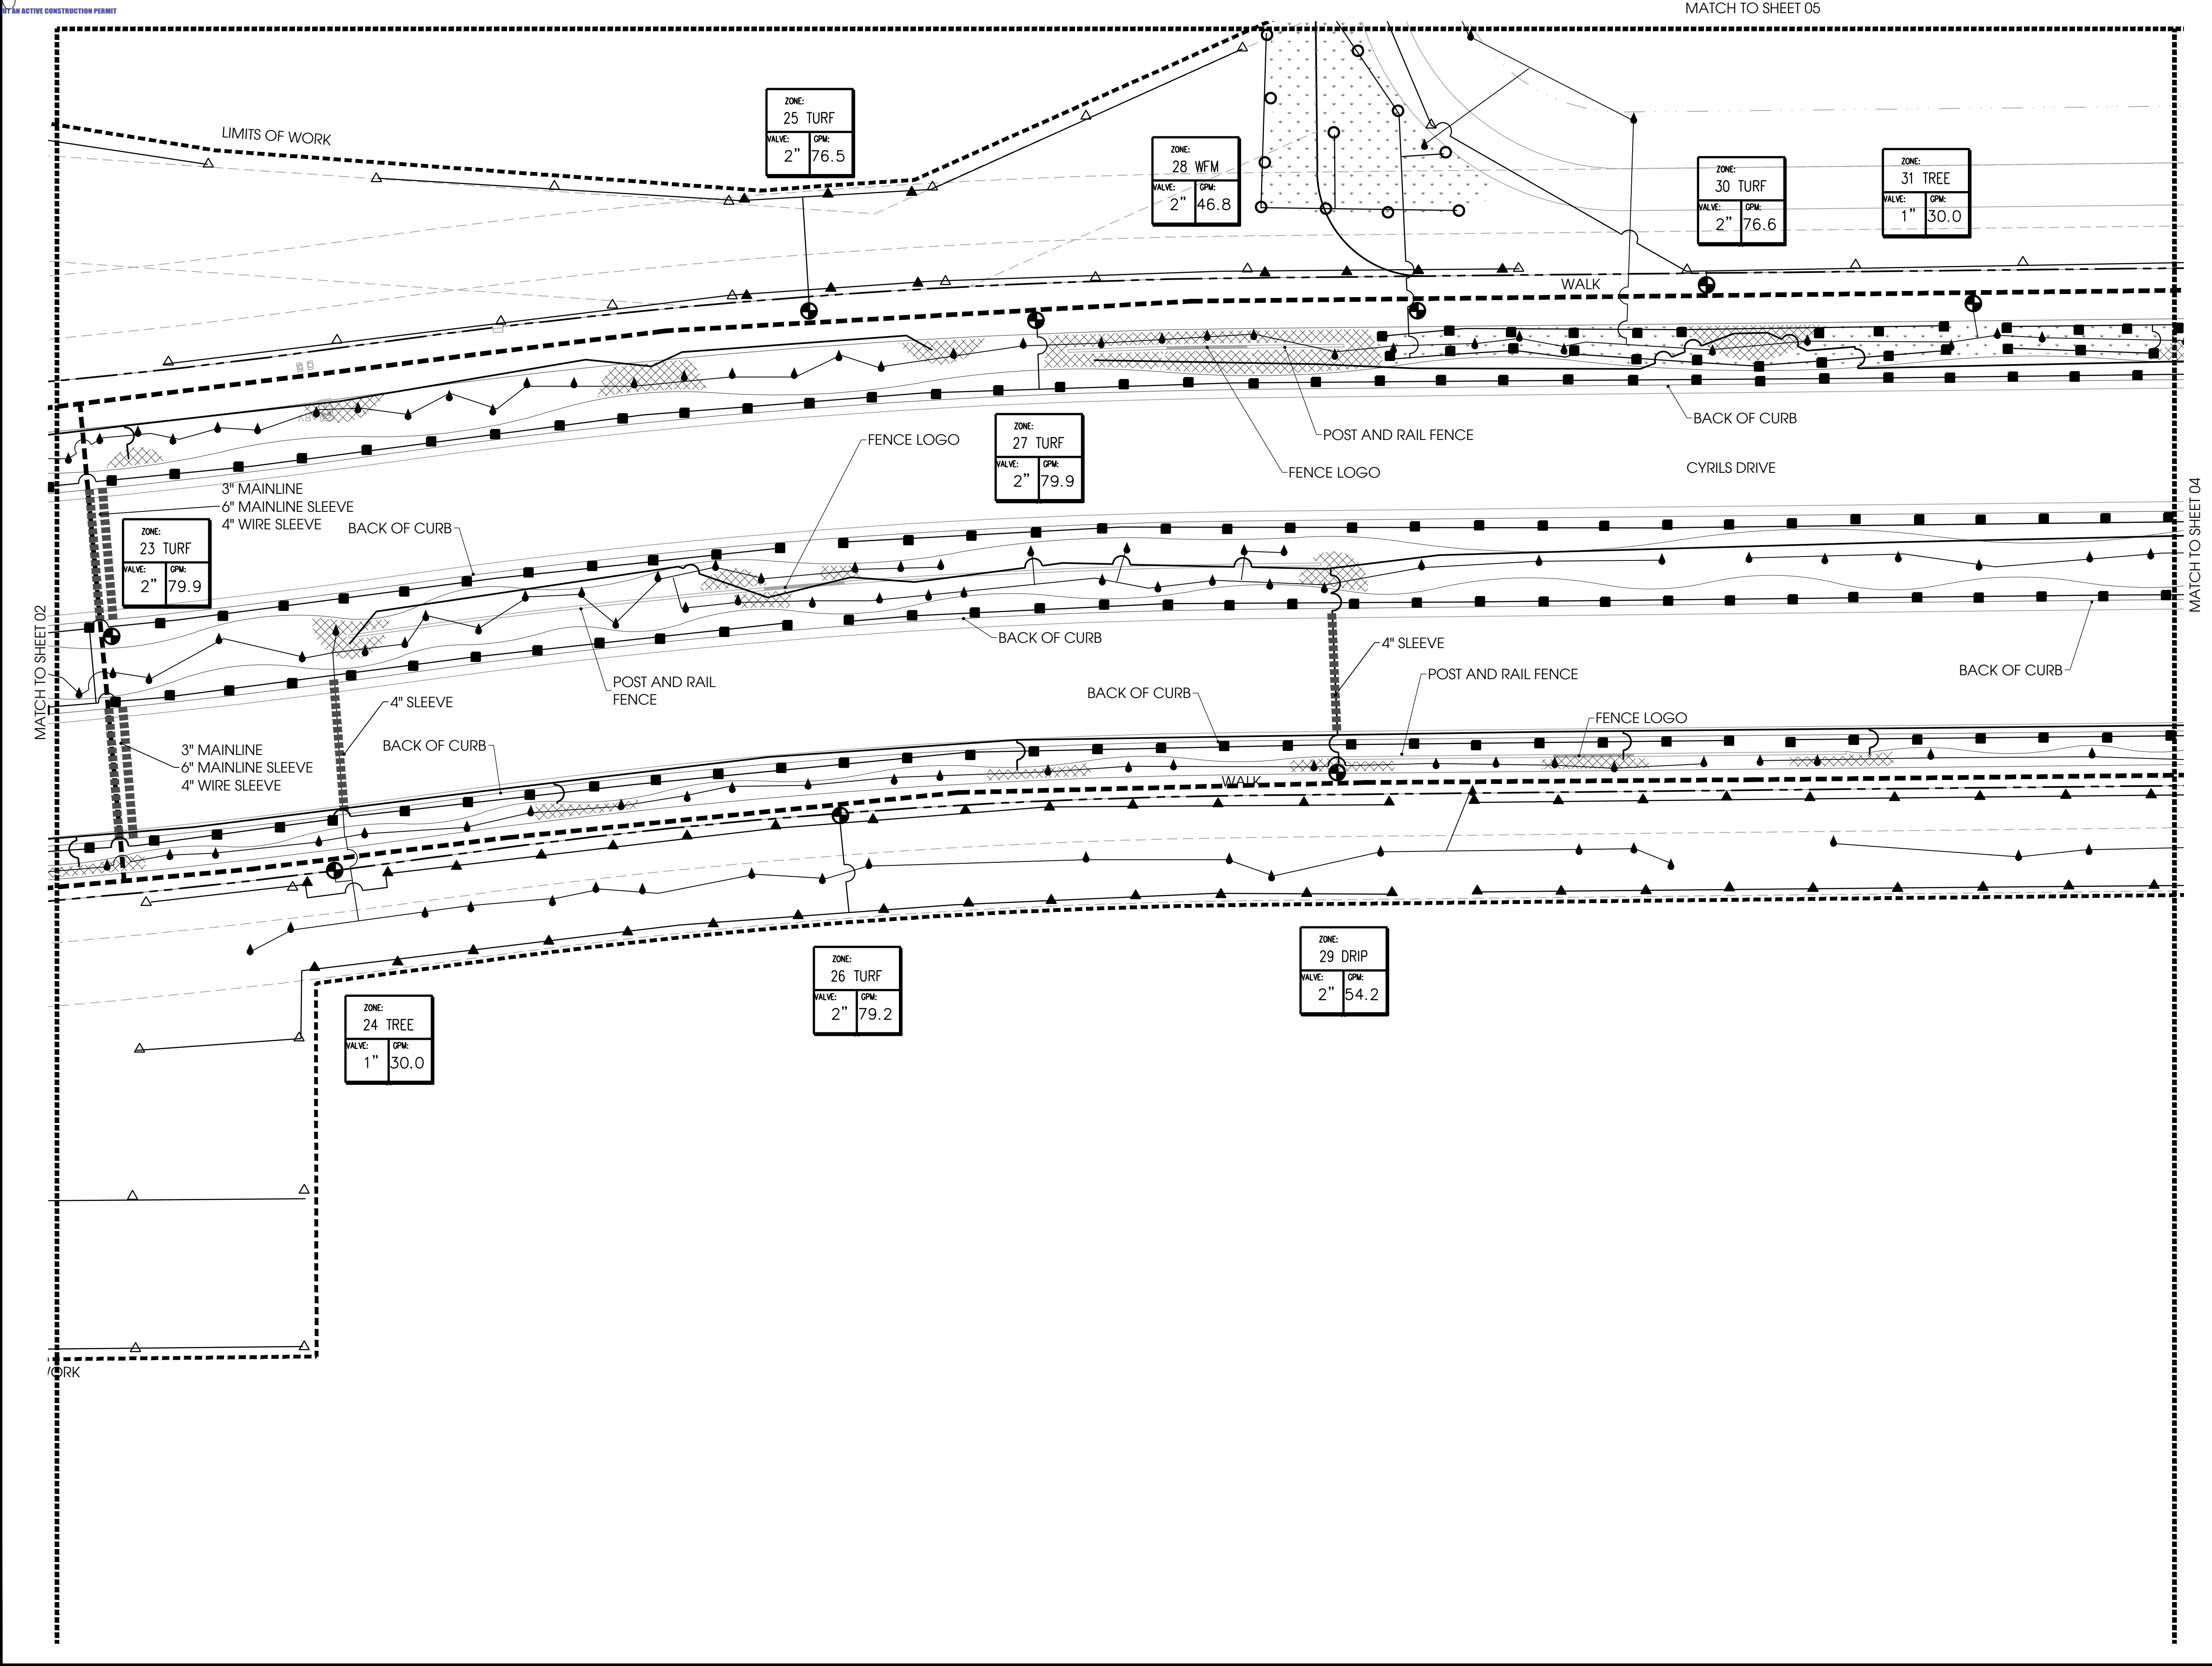 UT AN ACTIVE CONSTRUCTION PERMIT
MATCH TO SHEET 05
LIMITS OF WORK
ZONE:
25 TURF
VALVE: GPM:
2" 76.5
ZONE:
28 WFM
VALVE: GPM:
2" 46.8
ZONE:
30 TURF
VALVE: GPM:
2" 76.6
ZONE:
31 TREE
VALVE: GPM:
1" 30.0
WALK
BACK OF CURB
POST AND RAIL FENCE
FENCE LOGO
FENCE LOGO
CYRILS DRIVE
ZONE:
27 TURF
VALVE: GPM:
2" 79.9
3" MAINLINE
6" MAINLINE SLEEVE
4" WIRE SLEEVE
BACK OF CURB
ZONE:
23 TURF
VALVE: GPM:
2" 79.9
MATCH TO SHEET 02
MATCH TO SHEET 04
BACK OF CURB
4" SLEEVE
BACK OF CURB
POST AND RAIL
FENCE
POST AND RAIL FENCE
BACK OF CURB
4" SLEEVE
FENCE LOGO
BACK OF CURB
3" MAINLINE
6" MAINLINE SLEEVE
4" WIRE SLEEVE
WALK
ZONE:
29 DRIP
VALVE: GPM:
2" 54.2
ZONE:
26 TURF
VALVE: GPM:
2" 79.2
ZONE:
24 TREE
VALVE: GPM:
1" 30.0
ORK